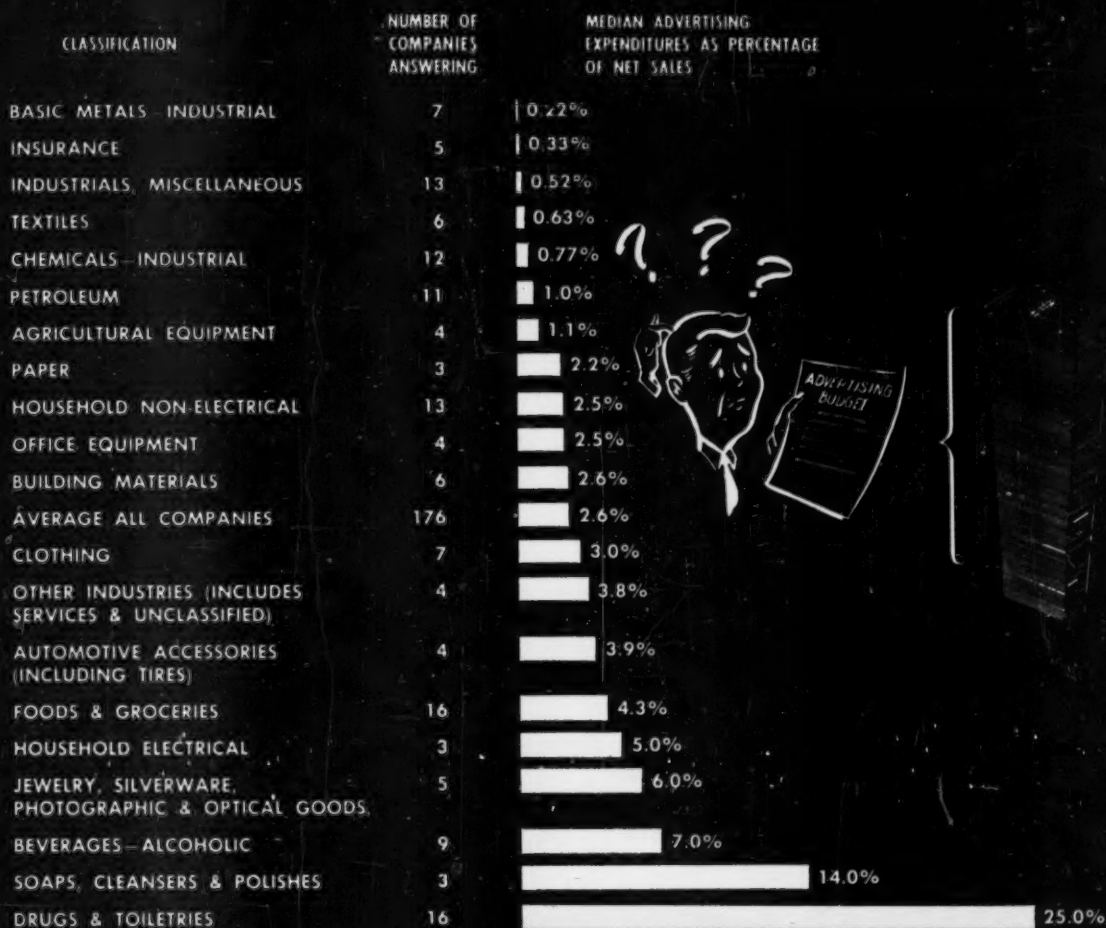 CLASSIFICATION
NUMBER OF
COMPANIES
ANSWERING
MEDIAN ADVERTISING
EXPENDITURES AS PERCENTAGE
OF NET SALES
BASIC METALS–INDUSTRIAL 7 0.22%
INSURANCE 5 0.33%
INDUSTRIALS, MISCELLANEOUS 13 0.52%
TEXTILES 6 0.63%
CHEMICALS–INDUSTRIAL 12 0.77%
PETROLEUM 11 1.0%
AGRICULTURAL EQUIPMENT 4 1.1%
PAPER 3 2.2%
HOUSEHOLD NON-ELECTRICAL 13 2.5%
OFFICE EQUIPMENT 4 2.5%
BUILDING MATERIALS 6 2.6%
AVERAGE ALL COMPANIES 176 2.6%
CLOTHING 7 3.0%
OTHER INDUSTRIES (INCLUDES 4 3.8%
SERVICES & UNCLASSIFIED)
AUTOMOTIVE ACCESSORIES 4 3.9%
(INCLUDING TIRES)
FOODS & GROCERIES 16 4.3%
HOUSEHOLD ELECTRICAL 3 5.0%
JEWELRY, SILVERWARE, 5 6.0%
PHOTOGRAPHIC & OPTICAL GOODS
BEVERAGES–ALCOHOLIC 9 7.0%
SOAPS, CLEANSERS & POLISHES 3 14.0%
DRUGS & TOILETRIES 16 25.0%
? ? ?
ADVERTISING
BUDGET